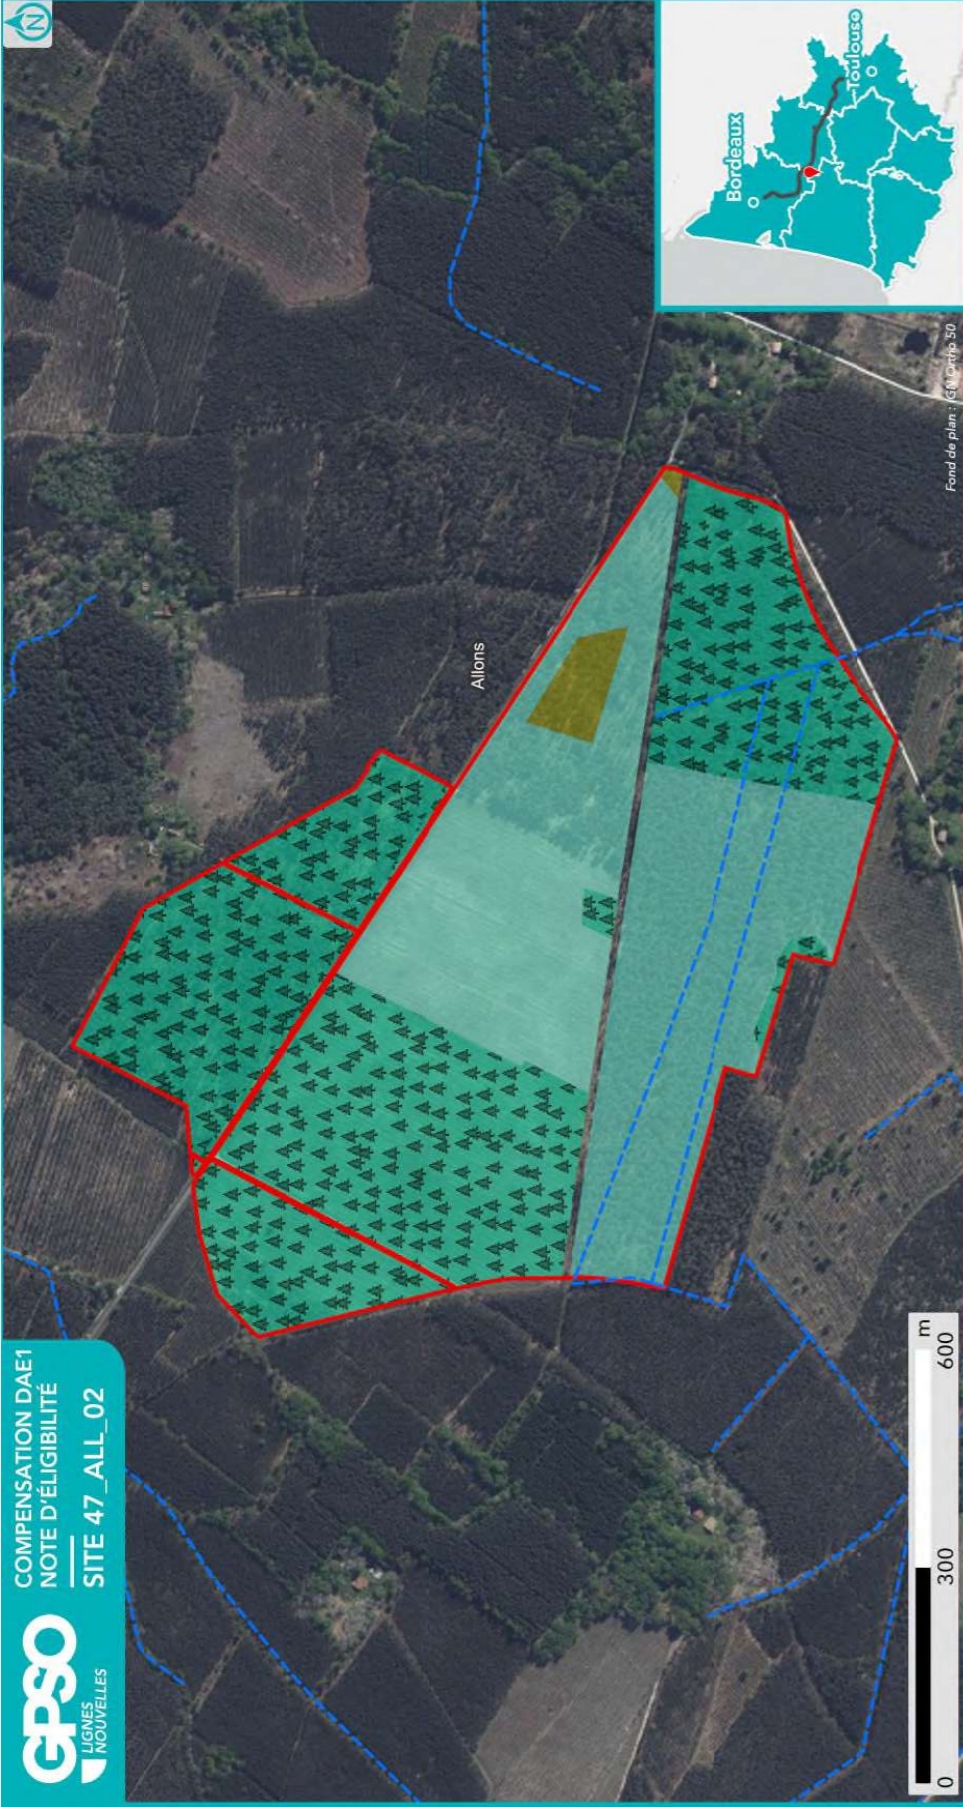 GPSO
LIGNES
NOUVELLES
COMPENSATION DAE1
NOTE D'ÉLIGIBILITÉ
SITE 47_ALL_02
N
Allons
Bordeaux
Toulouse
0 300 600 m
Fond de plan : IGN Ortho 50